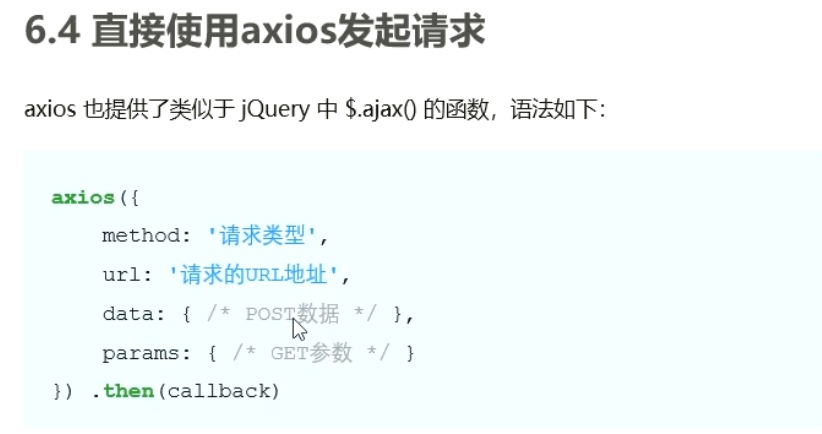 6.4 直接使用axios发起请求
axios 也提供了类似于 jQuery 中 $.ajax() 的函数，语法如下：
axios({
    method: '请求类型',
    url: '请求的URL地址',
    data: { /* POST数据 */ },
    params: { /* GET参数 */ }
}) .then(callback)